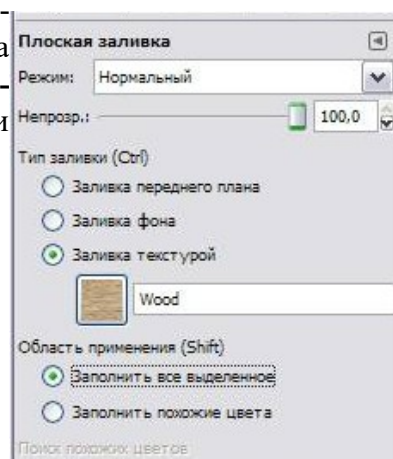 Плоская заливка
Режим: Нормальный
Непрозр.: 100,0
Тип заливки (Ctrl)
Заливка переднего плана
Заливка фона
Заливка текстурой
Wood
Область применения (Shift)
Заполнить все выделенное
Заполнить похожие цвета
Поиск похожих цветов